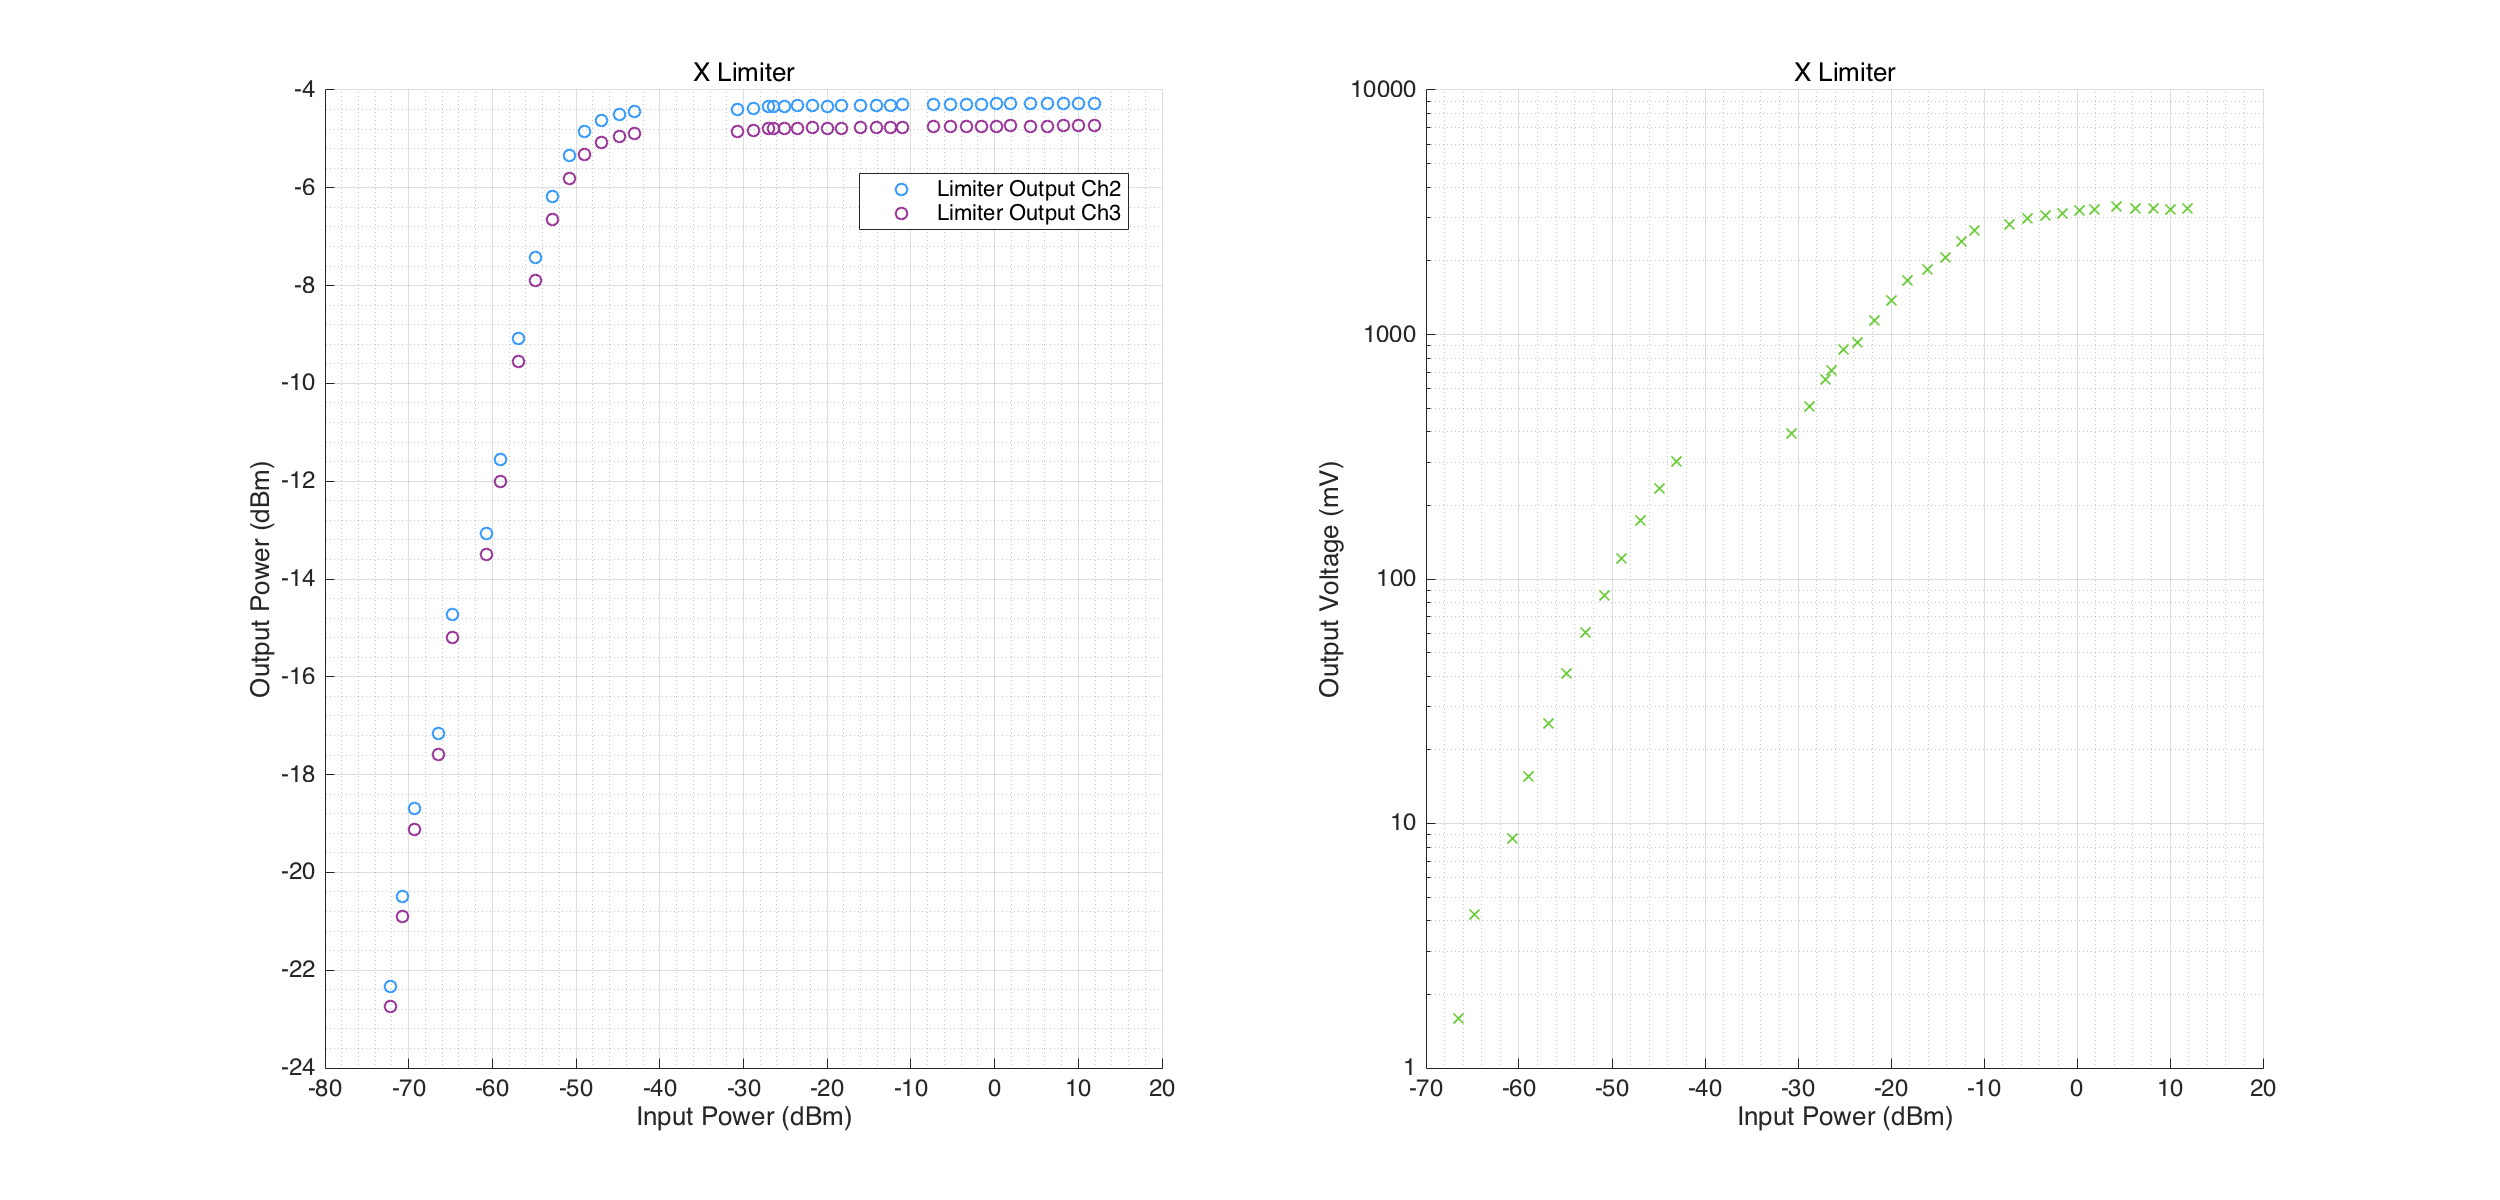 X Limiter
-4
-6
-8
-10
-12
-14
-16
-18
-20
-22
-24
Output Power (dBm)
Limiter Output Ch2
Limiter Output Ch3
-80 -70 -60 -50 -40 -30 -20 -10 0 10 20
Input Power (dBm)
X Limiter
10000
1000
100
10
1
Output Voltage (mV)
-70 -60 -50 -40 -30 -20 -10 0 10 20
Input Power (dBm)